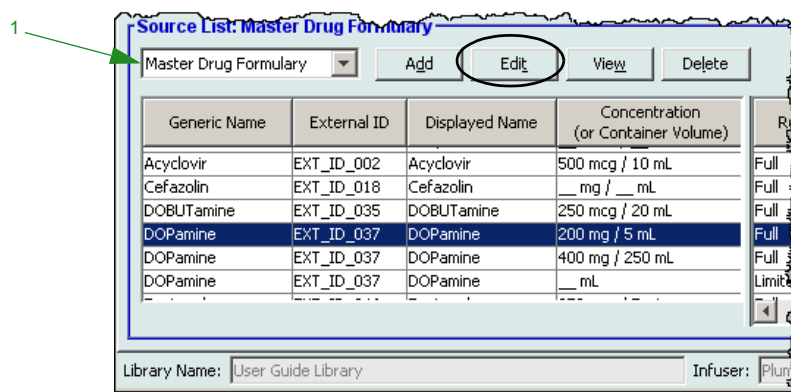 1
Source List: Master Drug Formulary
Master Drug Formulary Add Edit View Delete
Generic Name External ID Displayed Name Concentration (or Container Volume)
Acyclovir EXT_ID_002 Acyclovir 500 mcg / 10 mL Full
Cefazolin EXT_ID_018 Cefazolin __ mg / __ mL Full
DOBUTamine EXT_ID_035 DOBUTamine 250 mcg / 20 mL Full
DOPamine EXT_ID_037 DOPamine 200 mg / 5 mL Full
DOPamine EXT_ID_037 DOPamine 400 mg / 250 mL Full
DOPamine EXT_ID_037 DOPamine __ mL
Library Name: User Guide Library Infuser: